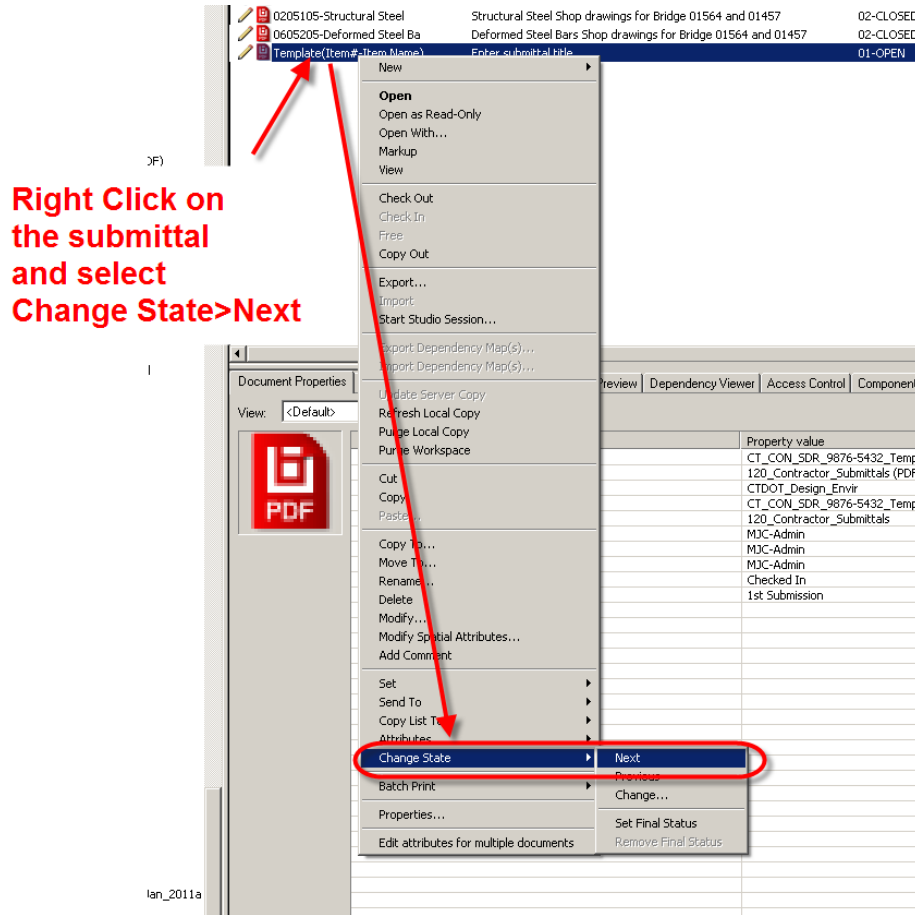 0205105-Structural Steel Structural Steel Shop drawings for Bridge 01564 and 01457 02-CLOSED
0605205-Deformed Steel Ba Deformed Steel Bars Shop drawings for Bridge 01564 and 01457 02-CLOSED
Template(Item#-Item Name) Enter submittal title 01-OPEN
New
Open
Open as Read-Only
Open With...
Markup
View
Check Out
Check In
Free
Copy Out
Export...
Import
Start Studio Session...
Export Dependency Map(s)...
Import Dependency Map(s)...
Update Server Copy
Refresh Local Copy
Purge Local Copy
Purge Workspace
Cut
Copy
Paste...
Copy To...
Move To...
Rename...
Delete
Modify...
Modify Spatial Attributes...
Add Comment
Set
Send To
Copy List To
Attributes
Change State
Batch Print
Properties...
Edit attributes for multiple documents
Next
Previous
Change...
Set Final Status
Remove Final Status
DF)
Right Click on
the submittal
and select
Change State>Next
Document Properties Preview Dependency Viewer Access Control Component
View: <Default>
PDF
Property value
CT_CON_SDR_9876-5432_Temp
120_Contractor_Submittals (PDF
CTDOT_Design_Envir
CT_CON_SDR_9876-5432_Temp
120_Contractor_Submittals
MJC-Admin
MJC-Admin
MJC-Admin
Checked In
1st Submission
Jan_2011a